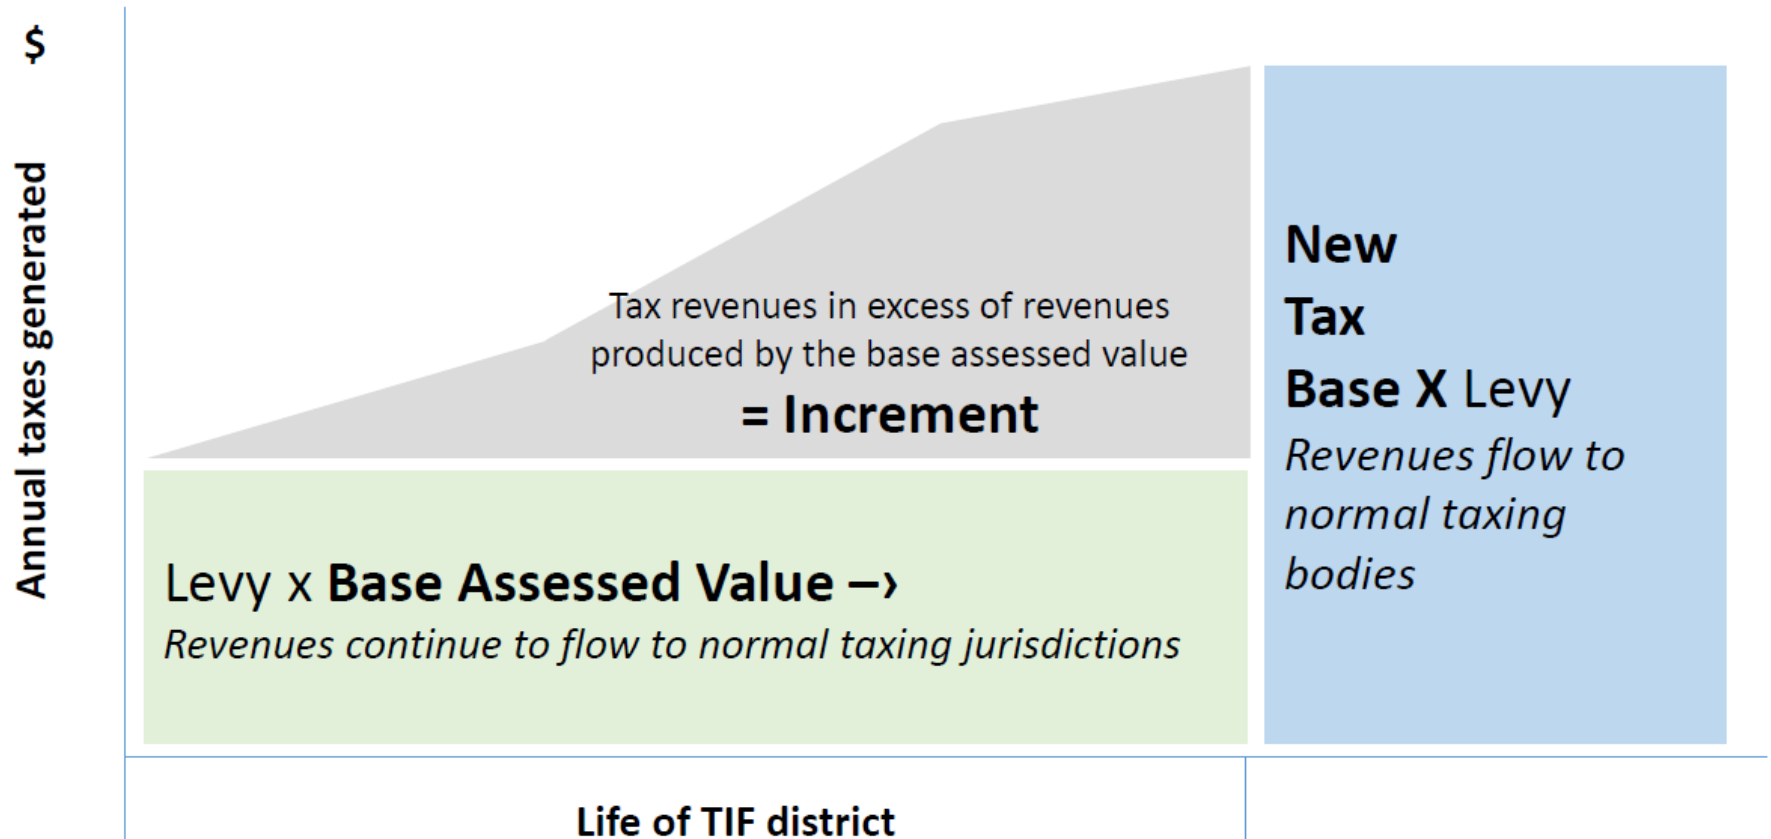 $
Annual taxes generated
Tax revenues in excess of revenues
produced by the base assessed value
= Increment
Levy x Base Assessed Value –›
Revenues continue to flow to normal taxing jurisdictions
New
Tax
Base X Levy
Revenues flow to
normal taxing
bodies
Life of TIF district